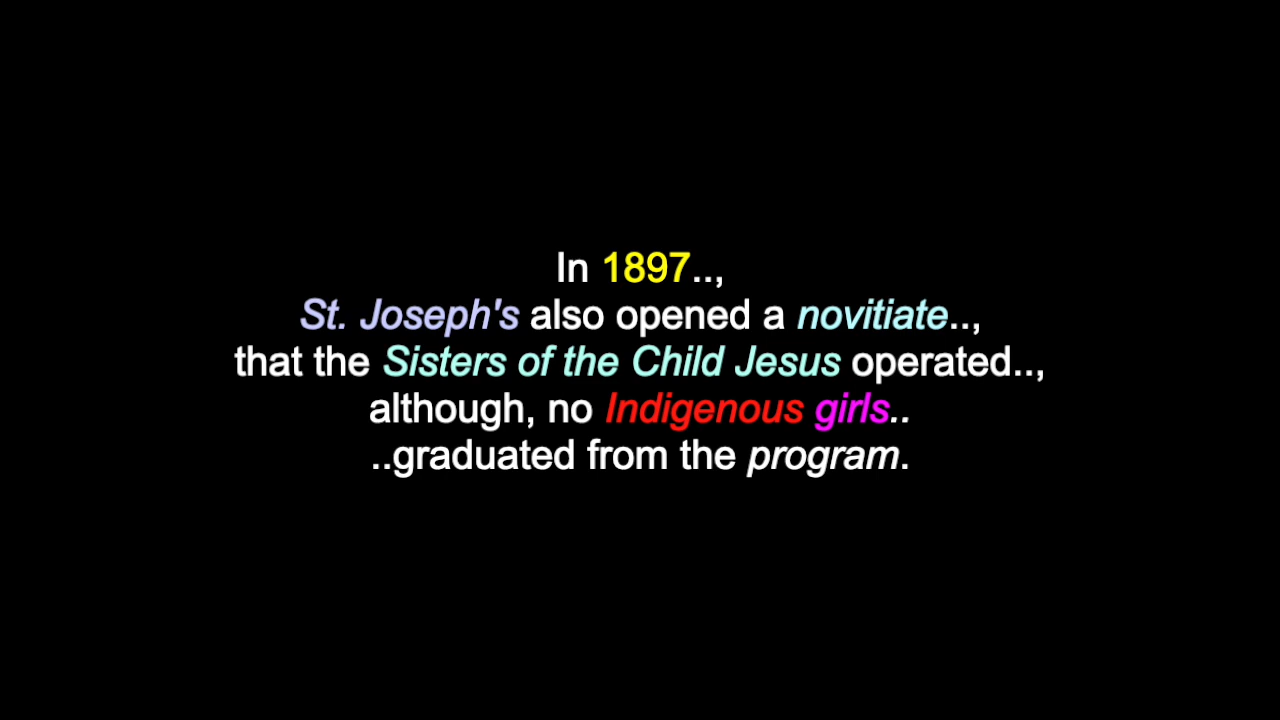 In 1897..,
St. Joseph's also opened a novitiate..,
that the Sisters of the Child Jesus operated..,
although, no Indigenous girls..
..graduated from the program.